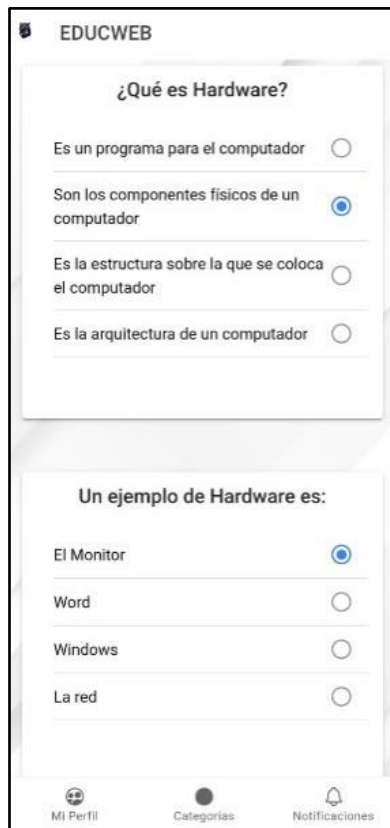 EDUCWEB
¿Qué es Hardware?
Es un programa para el computador
Son los componentes físicos de un
computador
Es la estructura sobre la que se coloca
el computador
Es la arquitectura de un computador
Un ejemplo de Hardware es:
El Monitor
Word
Windows
La red
Mi Perfil
Categorías
Notificaciones